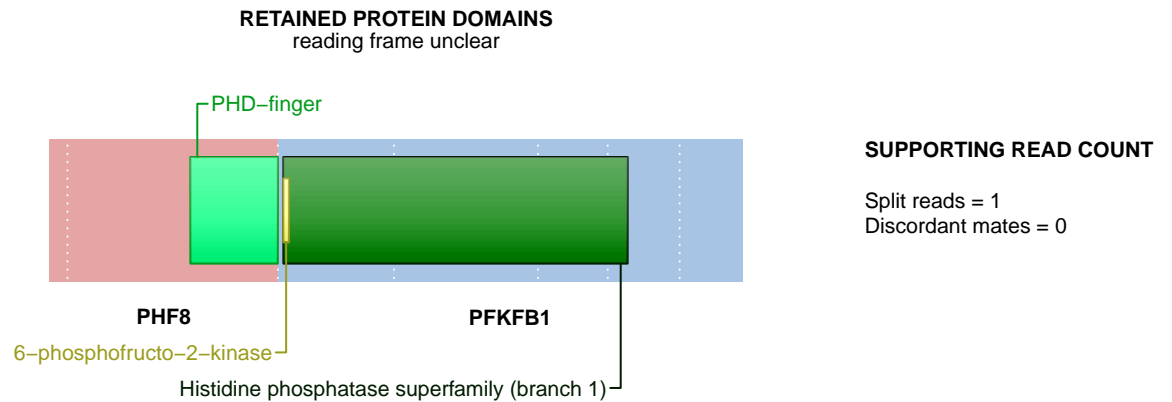 RETAINED PROTEIN DOMAINS
reading frame unclear
PHD−finger
SUPPORTING READ COUNT
Split reads = 1
Discordant mates = 0
PHF8
PFKFB1
6−phosphofructo−2−kinase
Histidine phosphatase superfamily (branch 1)